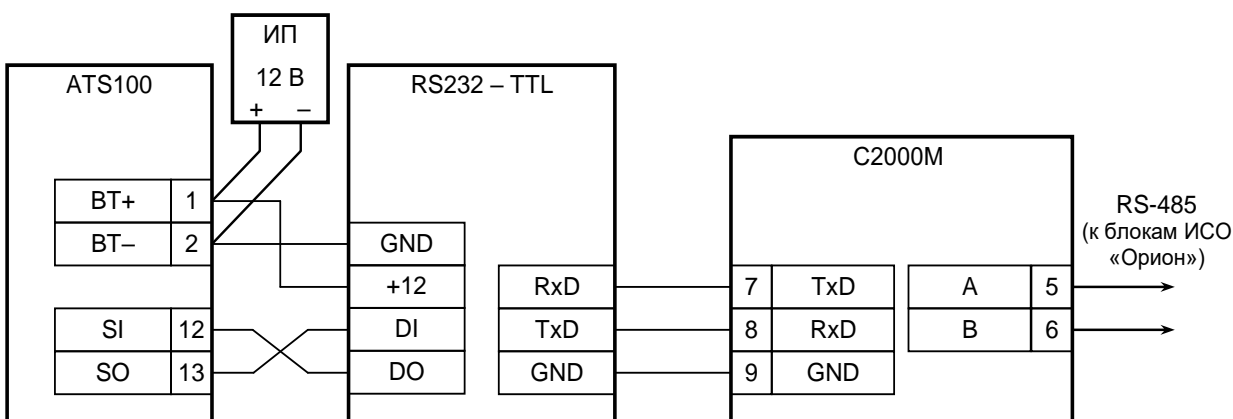 ИП
12 В
+ –
ATS100
BT+ 1
BT– 2
SI 12
SO 13
RS232 – TTL
GND
+12
DI
DO
RxD
TxD
GND
С2000М
7 TxD
8 RxD
9 GND
A 5
B 6
RS-485
(к блокам ИСО
«Орион»)